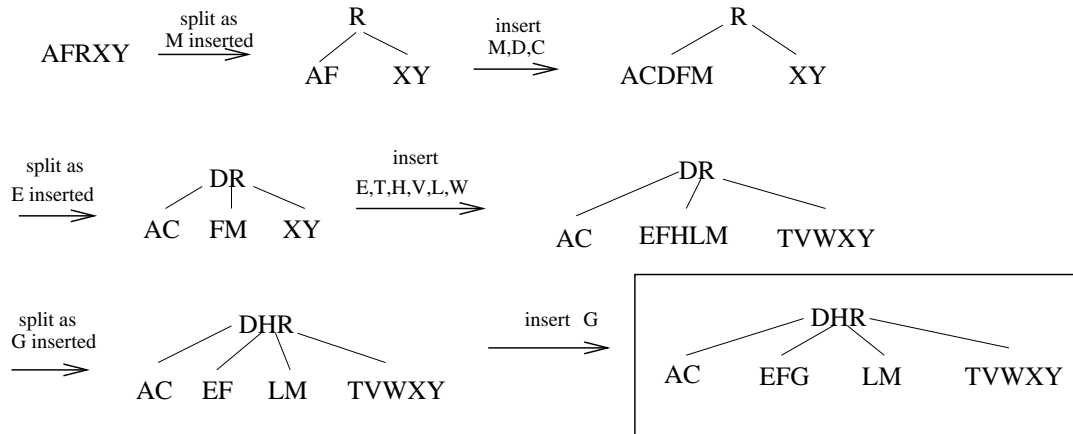 AFRXY
split as
M inserted
R
AF XY
insert
M,D,C
R
ACDFM XY
split as
E inserted
DR
AC FM XY
insert
E,T,H,V,L,W
DR
AC EFHLM TVWXY
split as
G inserted
DHR
AC EF LM TVWXY
insert G
DHR
AC EFG LM TVWXY